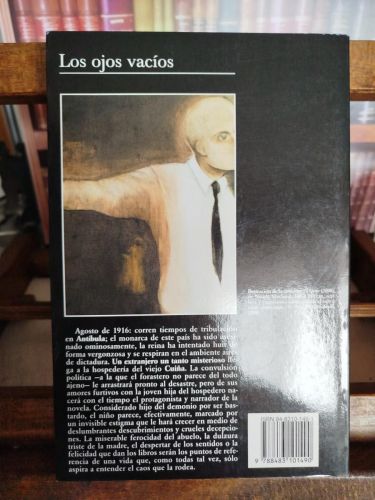 Los ojos vacíos
Agosto de 1916: corren tiempos de tribulación
en Antíbula; el monarca de este país ha sido
ominosamente, la reina ha intentado huir de
forma vergonzosa y se respiran en el ambiente aires
de dictadura. Un extranjero un tanto misterioso
ga a la hospedería del viejo Cuiña. La convulsión
política –a la que el forastero no parece del todo
ajeno– le arrastrará pronto al desastre, pero de sus
amores furtivos con la joven hija del hospedero na-
cerá con el tiempo el protagonista y narrador de la
novela. Considerado hijo del demonio por ser bas-
tardo, el niño parece, efectivamente, marcado por
un invisible estigma que le hará crecer en medio de
deslumbrantes descubrimientos y crueles decepcio-
nes. La miserable ferocidad del abuelo, la dulzura
triste de la madre, el despertar de los sentidos o la
felicidad que dan los libros serán los puntos de refe-
rencia de una vida que, como todas tal vez, sólo
aspira a entender el caos que la rodea.
9 788483 101490